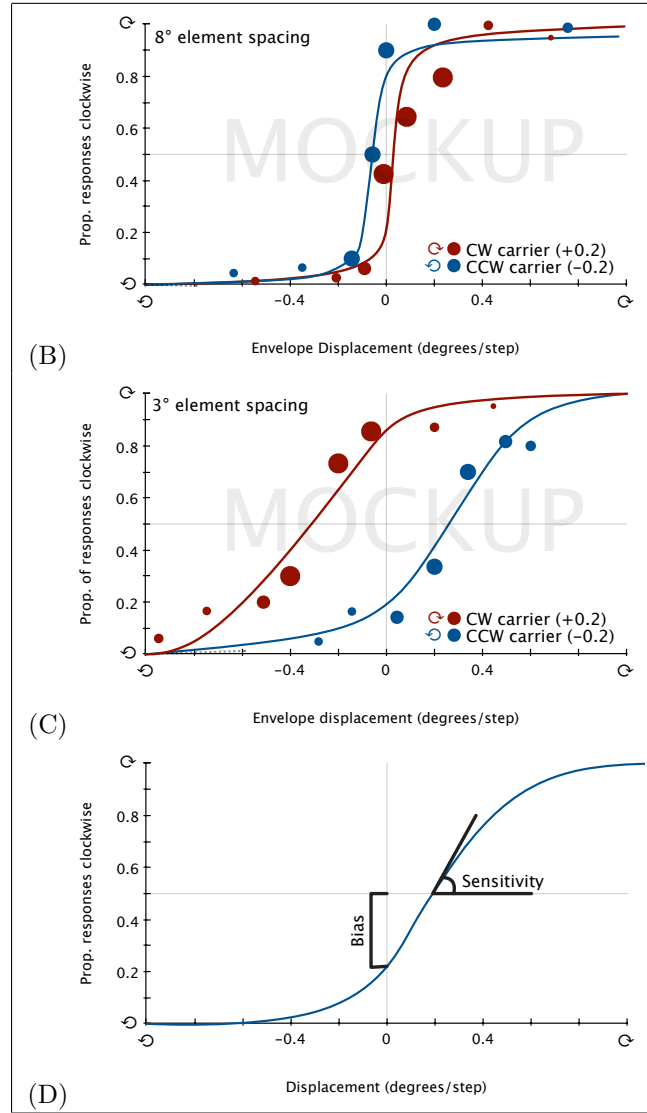 8° element spacing
MOCKUP
Prop. responses clockwise
0.8
0.6
0.4
0.2
−0.4
0
0.4
CW carrier (+0.2)
CCW carrier (−0.2)
Envelope Displacement (degrees/step)
(B)
3° element spacing
MOCKUP
Prop. of responses clockwise
0.8
0.6
0.4
0.2
−0.4
0
0.4
CW carrier (+0.2)
CCW carrier (−0.2)
Envelope displacement (degrees/step)
(C)
Prop. responses clockwise
0.8
0.6
0.4
0.2
Sensitivity
Bias
−0.4
0
0.4
Displacement (degrees/step)
(D)